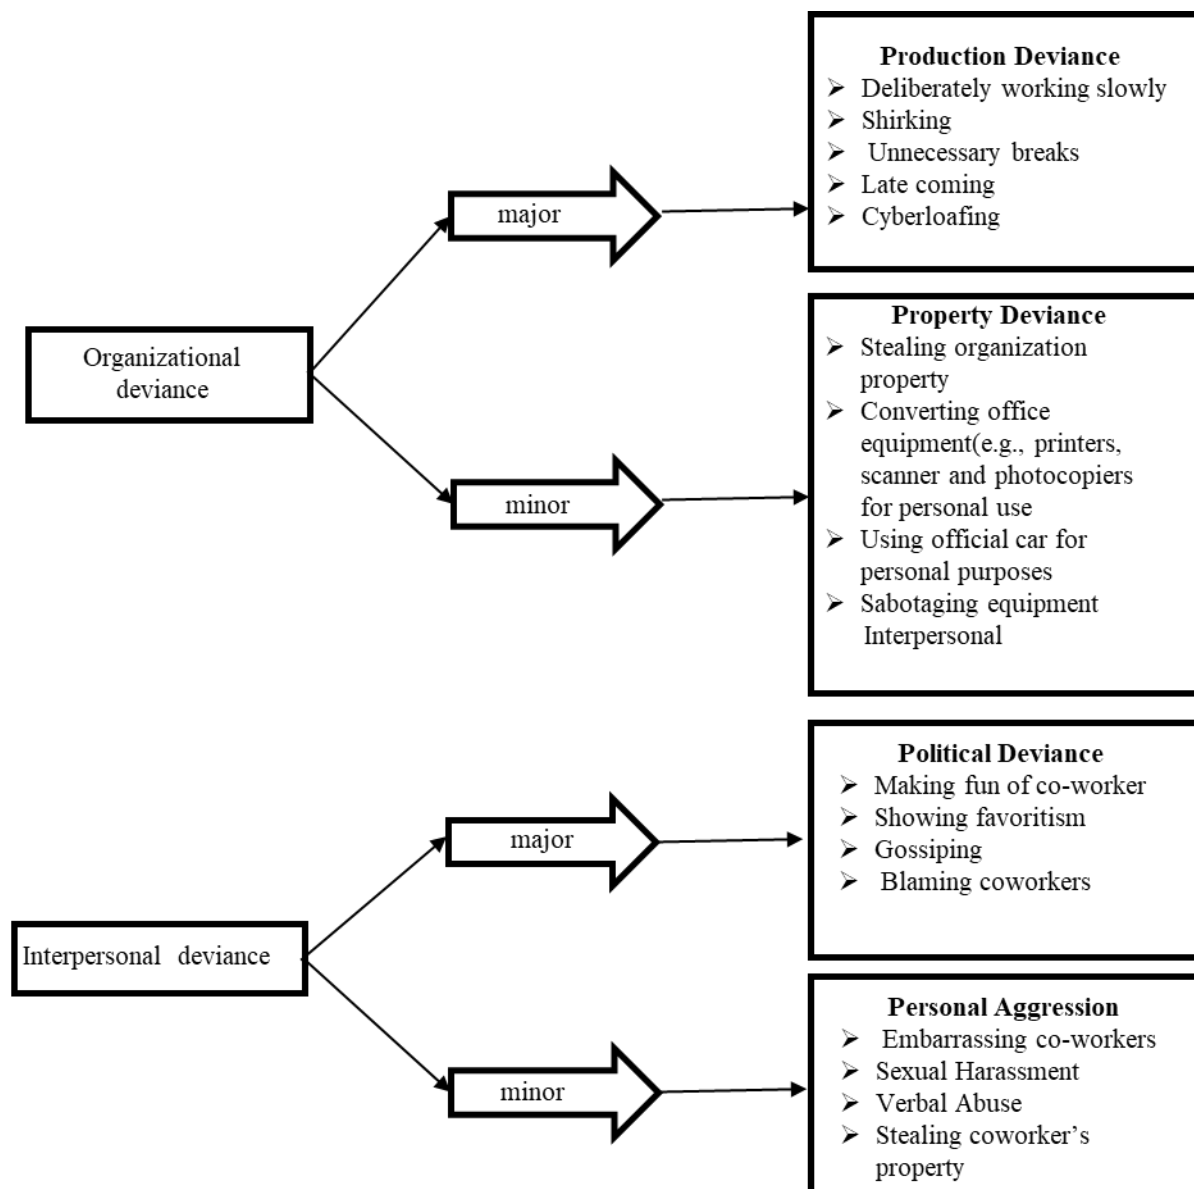 Production Deviance
➢ Deliberately working slowly
➢ Shirking
➢ Unnecessary breaks
➢ Late coming
➢ Cyberloafing
major
Organizational
deviance
minor
Property Deviance
➢ Stealing organization
property
➢ Converting office
equipment(e.g., printers,
scanner and photocopiers
for personal use
➢ Using official car for
personal purposes
➢ Sabotaging equipment
Interpersonal
Political Deviance
➢ Making fun of co-worker
➢ Showing favoritism
➢ Gossiping
➢ Blaming coworkers
major
Interpersonal deviance
minor
Personal Aggression
➢ Embarrassing co-workers
➢ Sexual Harassment
➢ Verbal Abuse
➢ Stealing coworker’s
property